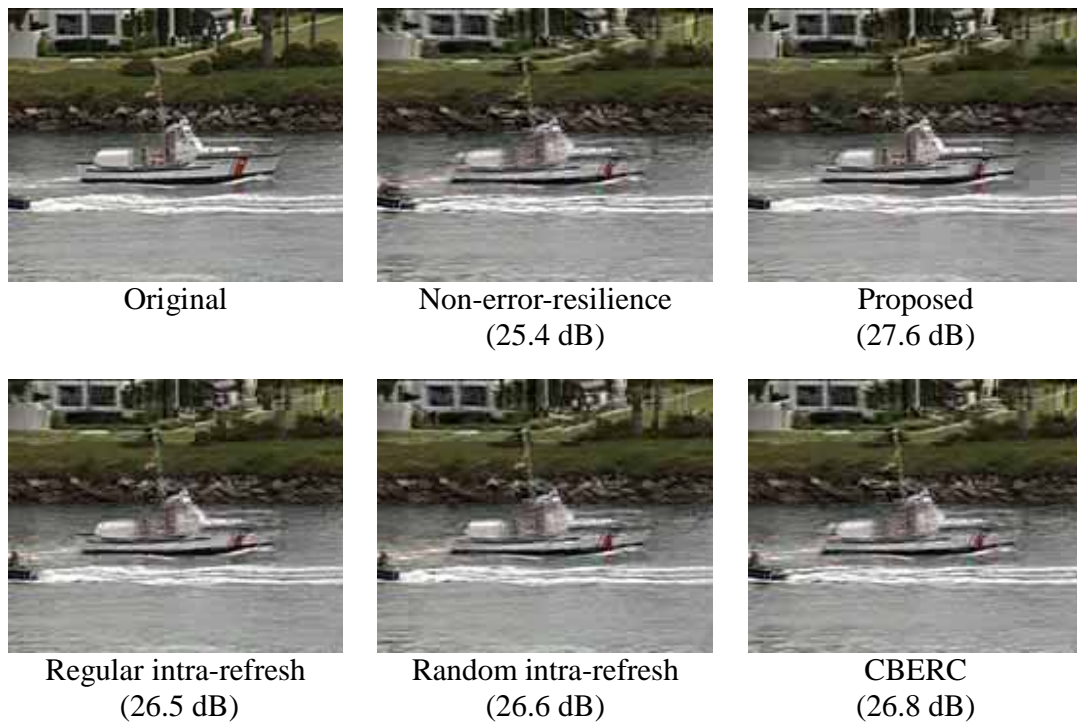 Original
Non-error-resilience
(25.4 dB)
Proposed
(27.6 dB)
Regular intra-refresh
(26.5 dB)
Random intra-refresh
(26.6 dB)
CBERC
(26.8 dB)